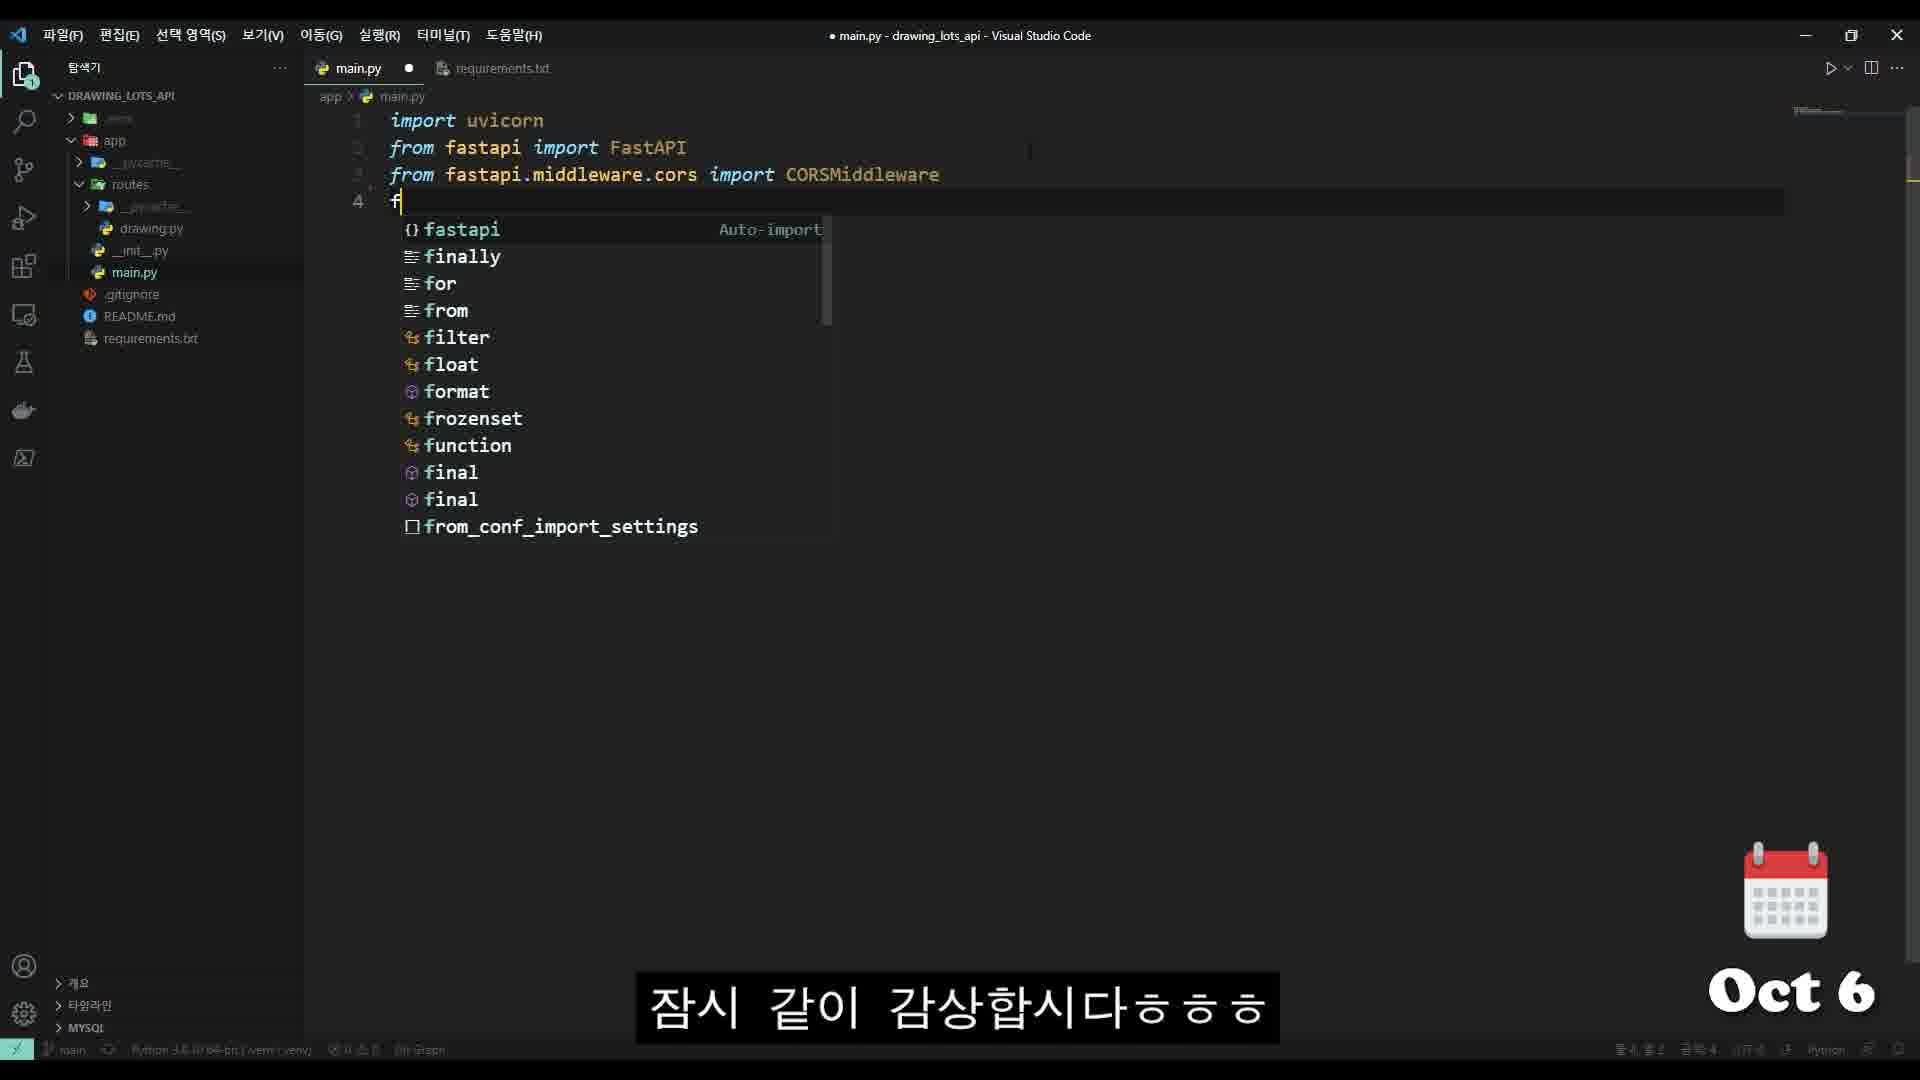 파일(F) 편집(E) 선택 영역(S) 보기(V) 이동(G) 실행(R) 터미널(T) 도움말(H)
● main.py - drawing_lots_api - Visual Studio Code
탐색기
1
DRAWING_LOTS_API
app
__pycache__
routes
__pycache__
drawing.py
__init__.py
main.py
.gitignore
README.md
requirements.txt
개요
타임라인
MYSQL
main.py requirements.txt
app > main.py
1 import uvicorn
2 from fastapi import FastAPI
3 from fastapi.middleware.cors import CORSMiddleware
4 f
{} fastapi Auto-import
finally
for
from
filter
float
format
frozenset
function
final
final
from_conf_import_settings
Oct 6
잠시 같이 감상합시다ㅎㅎㅎ
main
Git Graph
Python